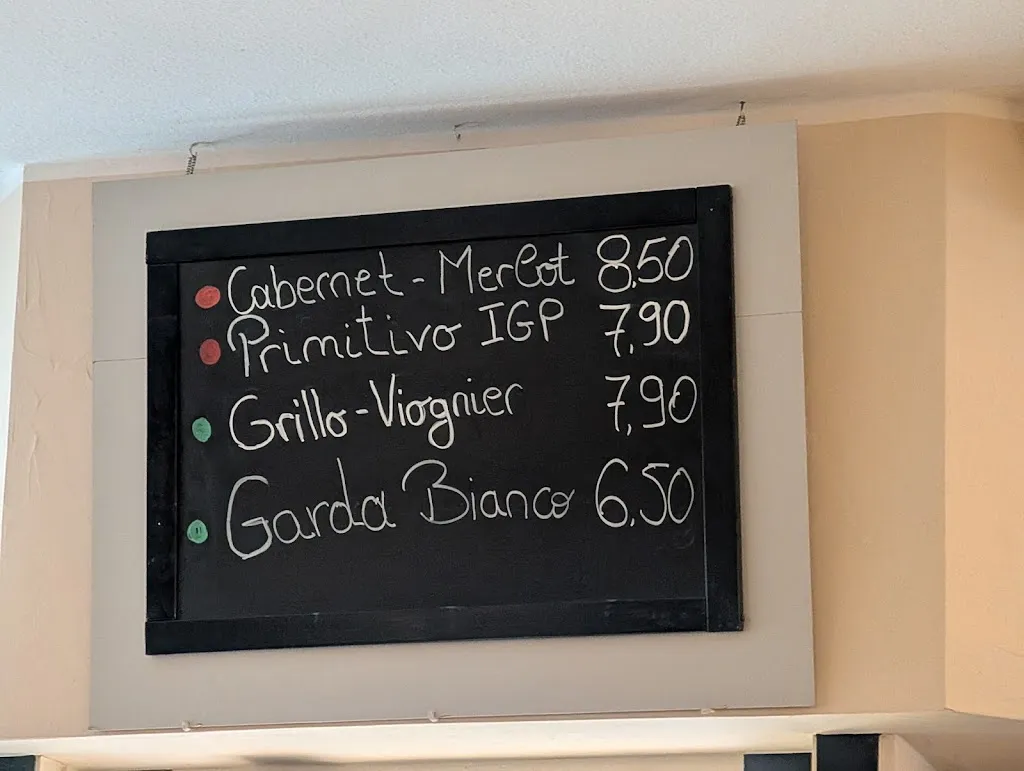 Cabernet - Merlot 8,50
Primitivo IGP 7,90
Grillo - Viognier 7,90
Garda Bianco 6,50